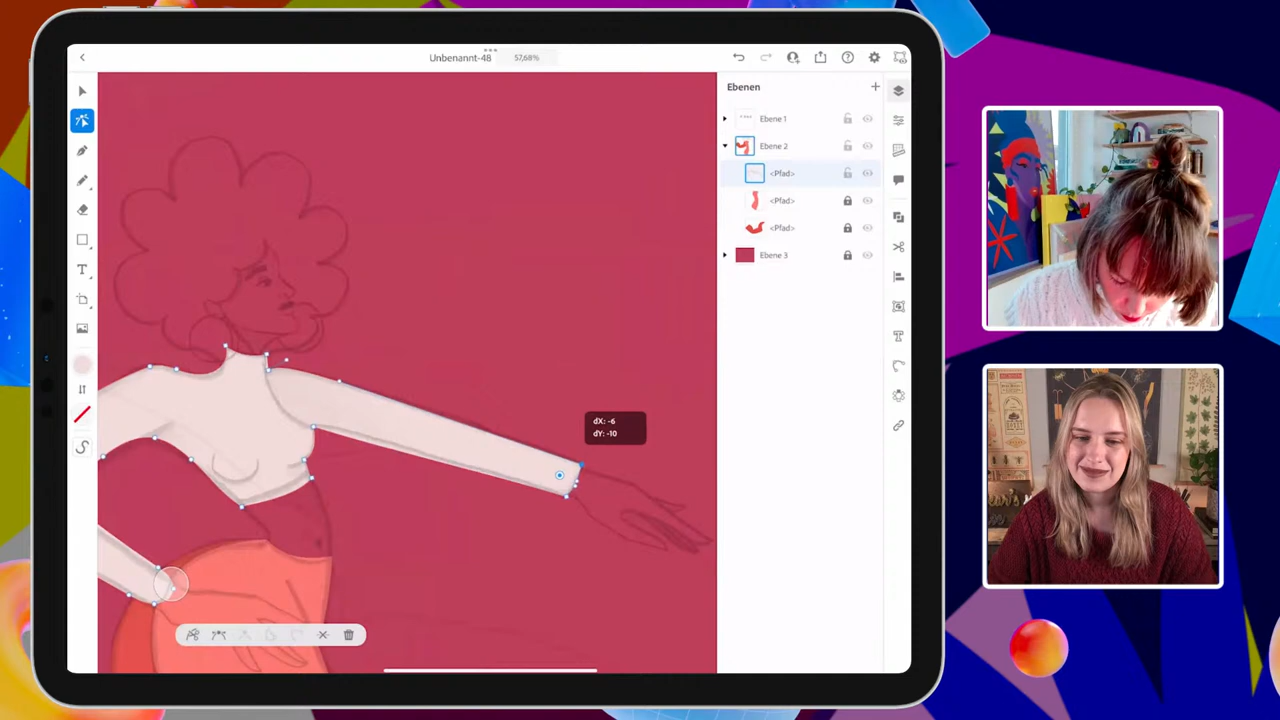 Unbenannt-48
57,68%
Ebenen
Ebene 1
Ebene 2
<Pfad>
<Pfad>
<Pfad>
Ebene 3
dX: -6
dY: -10